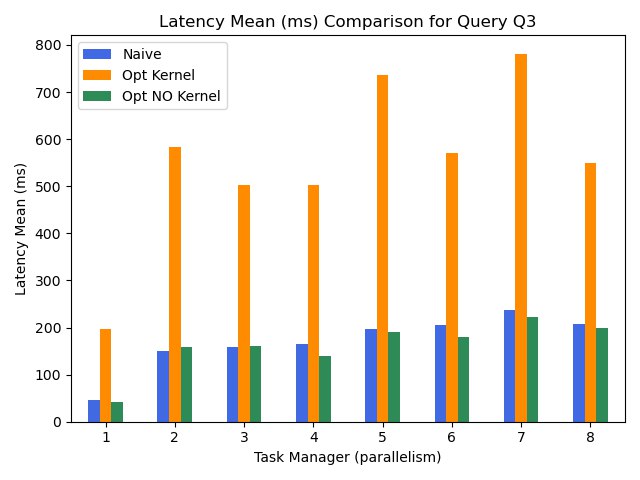 Latency Mean (ms) Comparison for Query Q3
Naive
Opt Kernel
Opt NO Kernel
Latency Mean (ms)
800
700
600
500
400
300
200
100
0
1 2 3 4 5 6 7 8
Task Manager (parallelism)